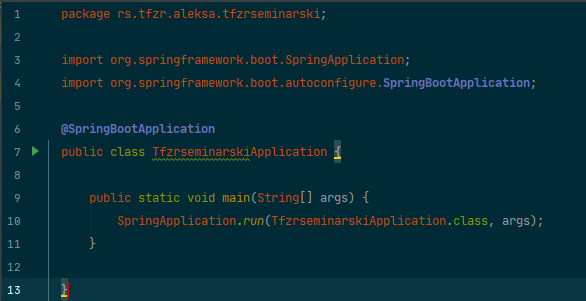 1 package rs.tfzr.aleksa.tfzrseminarski;
2
3 import org.springframework.boot.SpringApplication;
4 import org.springframework.boot.autoconfigure.SpringBootApplication;
5
6 @SpringBootApplication
7 public class TfzrseminarskiApplication {
8
9     public static void main(String[] args) {
10         SpringApplication.run(TfzrseminarskiApplication.class, args);
11     }
12
13 }